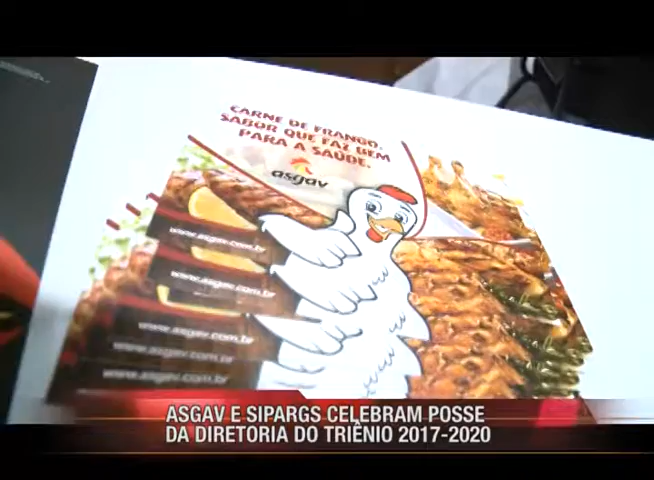 CARNE DE FRANGO.
SABOR QUE FAZ BEM
PARA A SAÚDE.
asgav
www.asgav.com.br
www.asgav.com.br
www.asgav.com.br
www.asgav.com.br
www.asgav.com.br
ASGAV E SIPARGS CELEBRAM POSSE
DA DIRETORIA DO TRIÊNIO 2017-2020